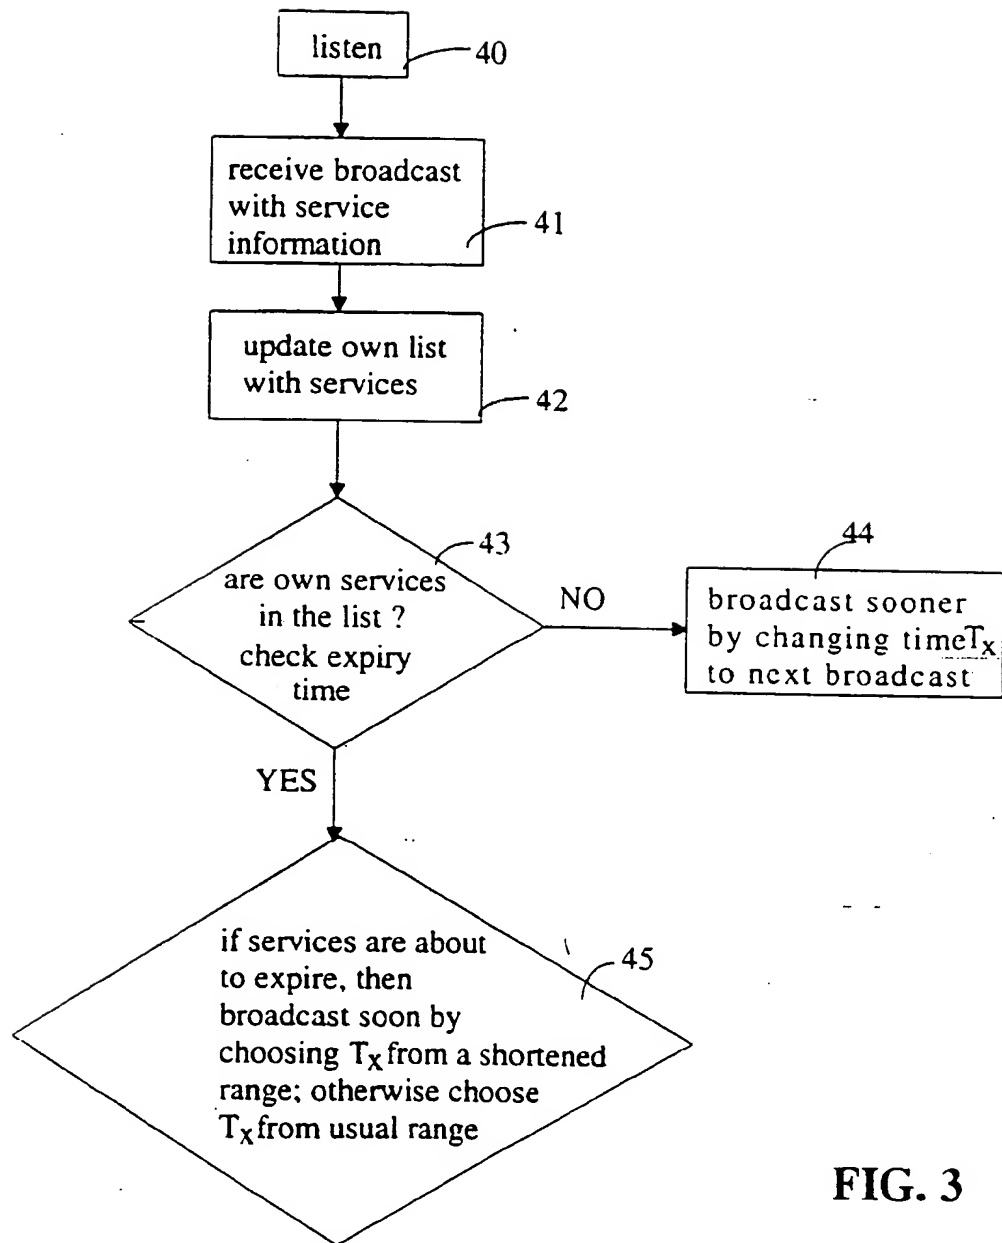 listen
40
receive broadcast
with service
information
41
update own list
with services
42
43
are own services
in the list ?
check expiry
time
NO
44
broadcast sooner
by changing timeTx
to next broadcast
YES
45
if services are about
to expire, then
broadcast soon by
choosing Tx from a shortened
range; otherwise choose
Tx from usual range
FIG. 3